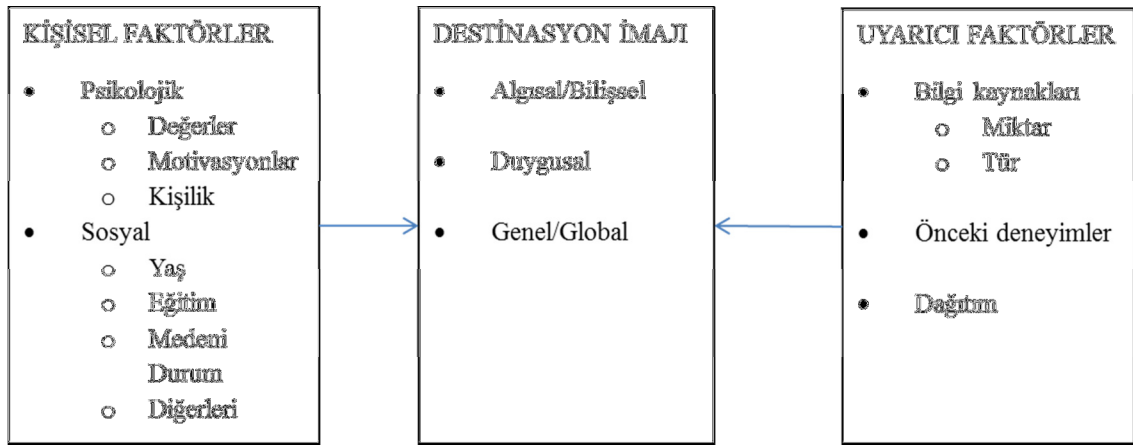 KİŞİSEL FAKTÖRLER
• Psikolojik
o Değerler
o Motivasyonlar
o Kişilik
• Sosyal
o Yaş
o Eğitim
o Medeni
Durum
o Diğerleri
DESTİNASYON İMAJI
• Algısal/Bilişsel
• Duygusal
• Genel/Global
UYARICI FAKTÖRLER
• Bilgi kaynakları
o Miktar
o Tür
• Önceki deneyimler
• Dağıtım